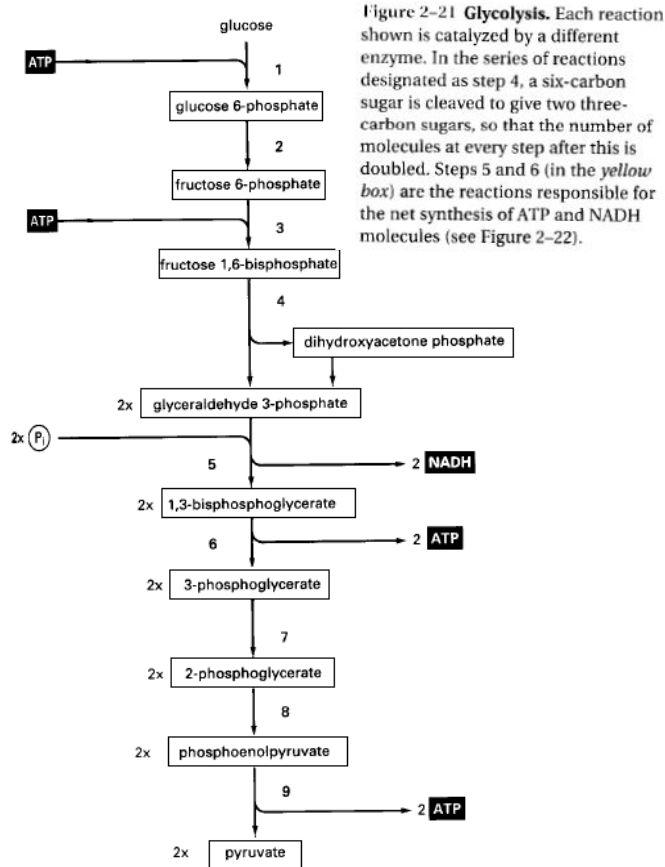 Figure 2–21 Glycolysis. Each reaction
shown is catalyzed by a different
enzyme. In the series of reactions
designated as step 4, a six-carbon
sugar is cleaved to give two three-
carbon sugars, so that the number of
molecules at every step after this is
doubled. Steps 5 and 6 (in the yellow
box) are the reactions responsible for
the net synthesis of ATP and NADH
molecules (see Figure 2–22).
glucose
ATP
1
glucose 6-phosphate
2
fructose 6-phosphate
ATP
3
fructose 1,6-bisphosphate
4
dihydroxyacetone phosphate
2x glyceraldehyde 3-phosphate
2x Pi
5
2 NADH
2x 1,3-bisphosphoglycerate
6
2 ATP
2x 3-phosphoglycerate
7
2x 2-phosphoglycerate
8
2x phosphoenolpyruvate
9
2 ATP
2x pyruvate